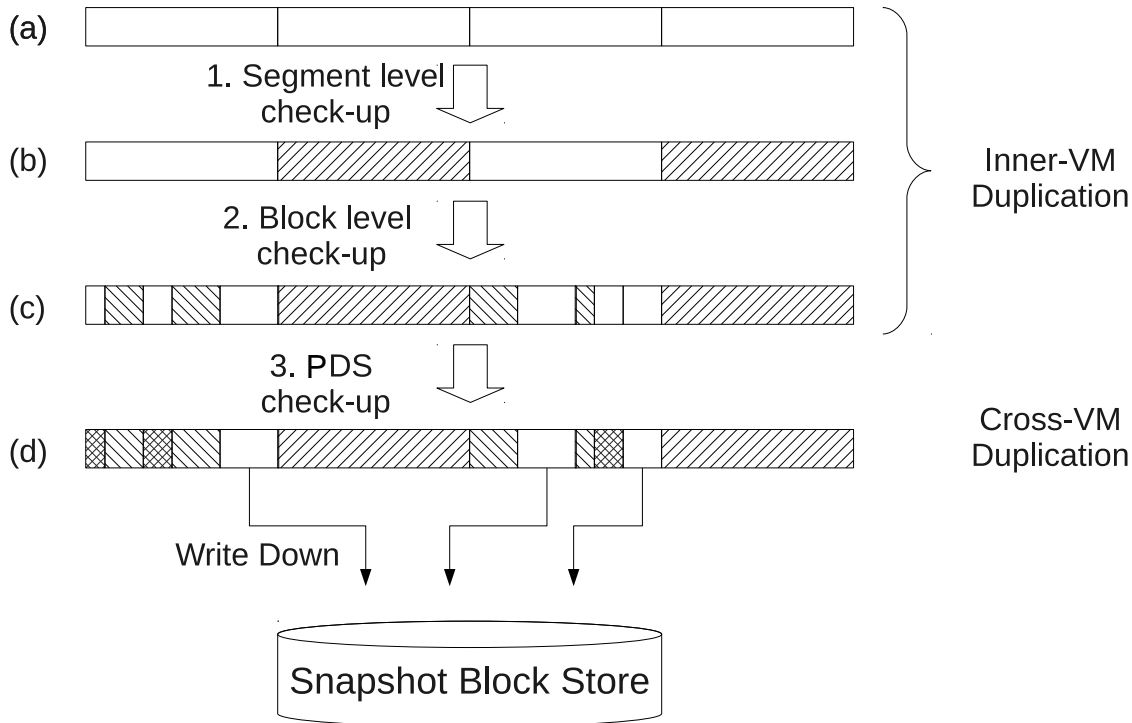 (a)
1. Segment level
check-up
(b)
Inner-VM
Duplication
2. Block level
check-up
(c)
3. PDS
check-up
(d)
Cross-VM
Duplication
Write Down
Snapshot Block Store